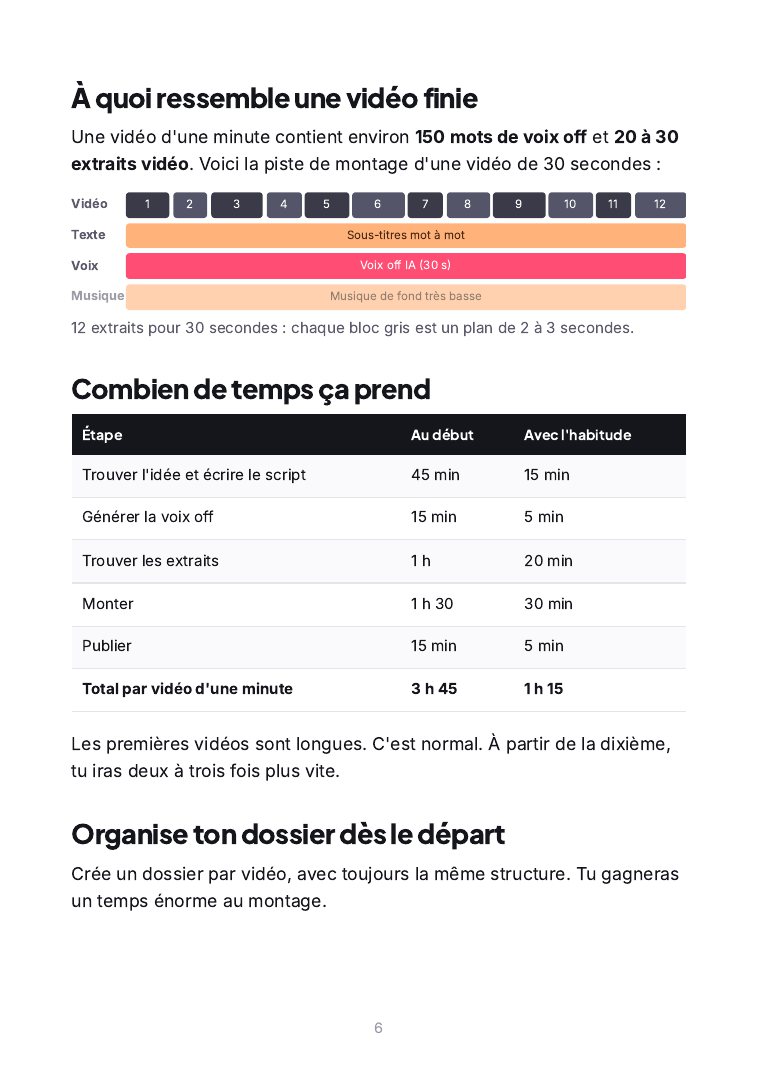 À quoi ressemble une vidéo finie
Une vidéo d'une minute contient environ 150 mots de voix off et 20 à 30
extraits vidéo. Voici la piste de montage d'une vidéo de 30 secondes :
Vidéo 1 2 3 4 5 6 7 8 9 10 11 12
Texte Sous-titres mot à mot
Voix Voix off IA (30 s)
Musique Musique de fond très basse
12 extraits pour 30 secondes : chaque bloc gris est un plan de 2 à 3 secondes.
Combien de temps ça prend
Étape Au début Avec l'habitude
Trouver l'idée et écrire le script 45 min 15 min
Générer la voix off 15 min 5 min
Trouver les extraits 1 h 20 min
Monter 1 h 30 30 min
Publier 15 min 5 min
Total par vidéo d'une minute 3 h 45 1 h 15
Les premières vidéos sont longues. C'est normal. À partir de la dixième,
tu iras deux à trois fois plus vite.
Organise ton dossier dès le départ
Crée un dossier par vidéo, avec toujours la même structure. Tu gagneras
un temps énorme au montage.
6